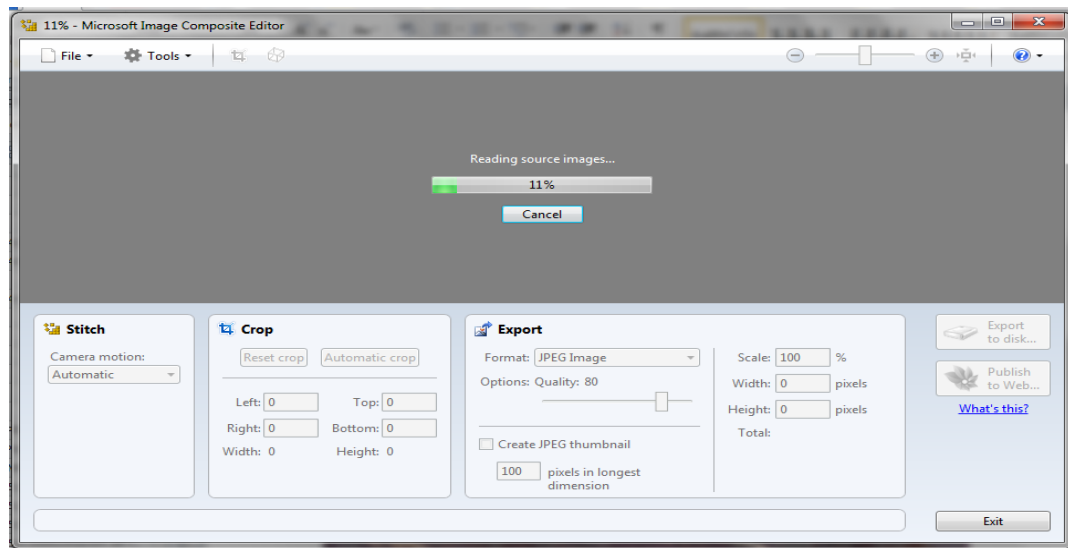 11% - Microsoft Image Composite Editor
File Tools
Reading source images...
11%
Cancel
Stitch
Camera motion:
Automatic
Crop
Reset crop Automatic crop
Left: 0 Top: 0
Right: 0 Bottom: 0
Width: 0 Height: 0
Export
Format: JPEG Image
Options: Quality: 80
Create JPEG thumbnail
100 pixels in longest
dimension
Scale: 100 %
Width: 0 pixels
Height: 0 pixels
Total:
Export
to disk...
Publish
to Web...
What's this?
Exit